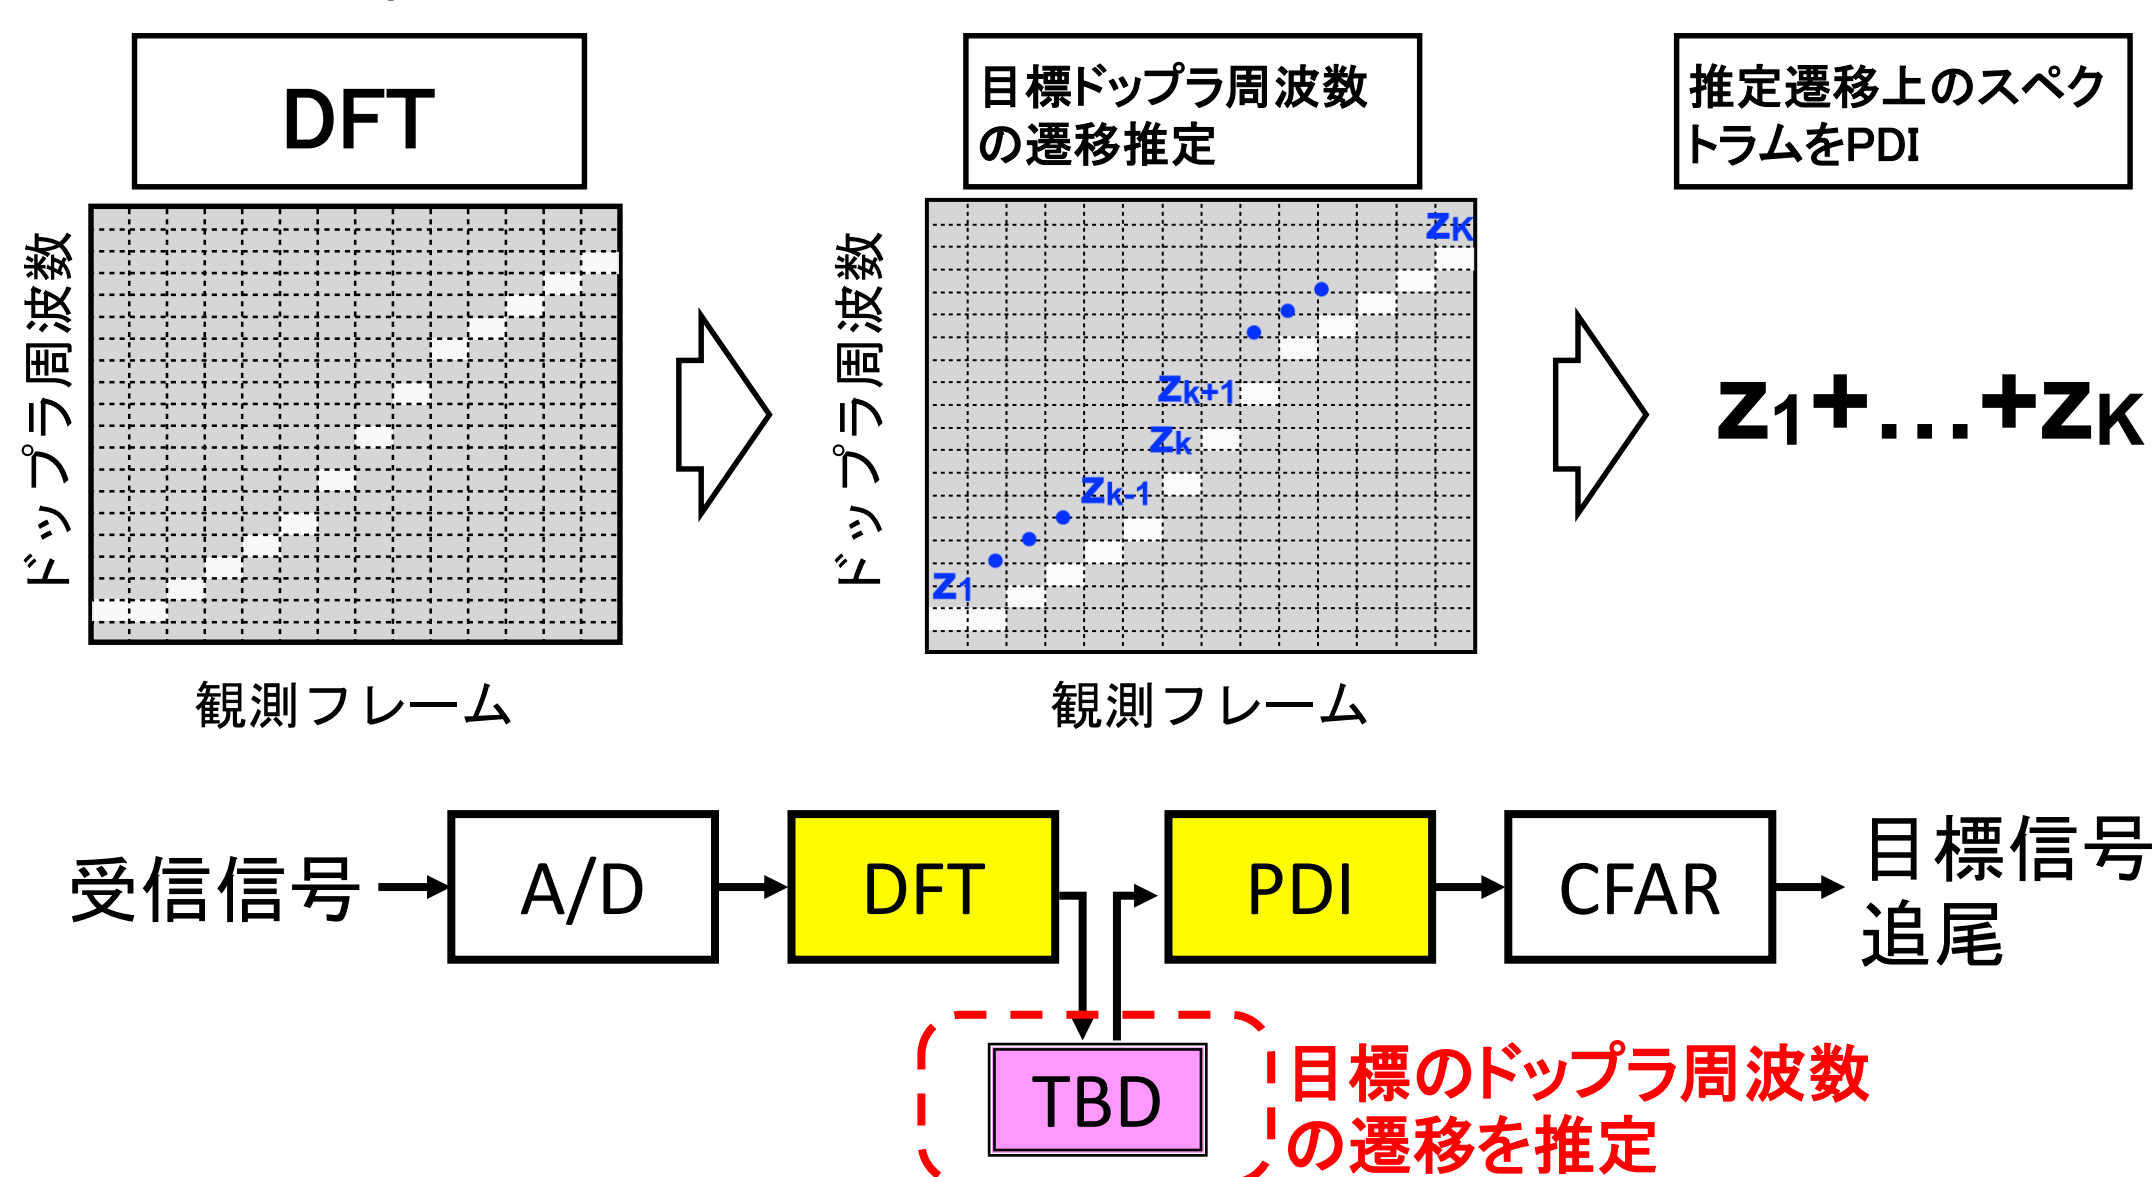 DFT
目標ドップラ周波数
の遷移推定
推定遷移上のスペク
トラムをPDI
ドップラ周波数
観測フレーム
ドップラ周波数
zK
zk+1
zk
zk-1
z1
観測フレーム
z1+…+zK
受信信号
A/D
DFT
PDI
CFAR
目標信号
追尾
TBD
目標のドップラ周波数
の遷移を推定